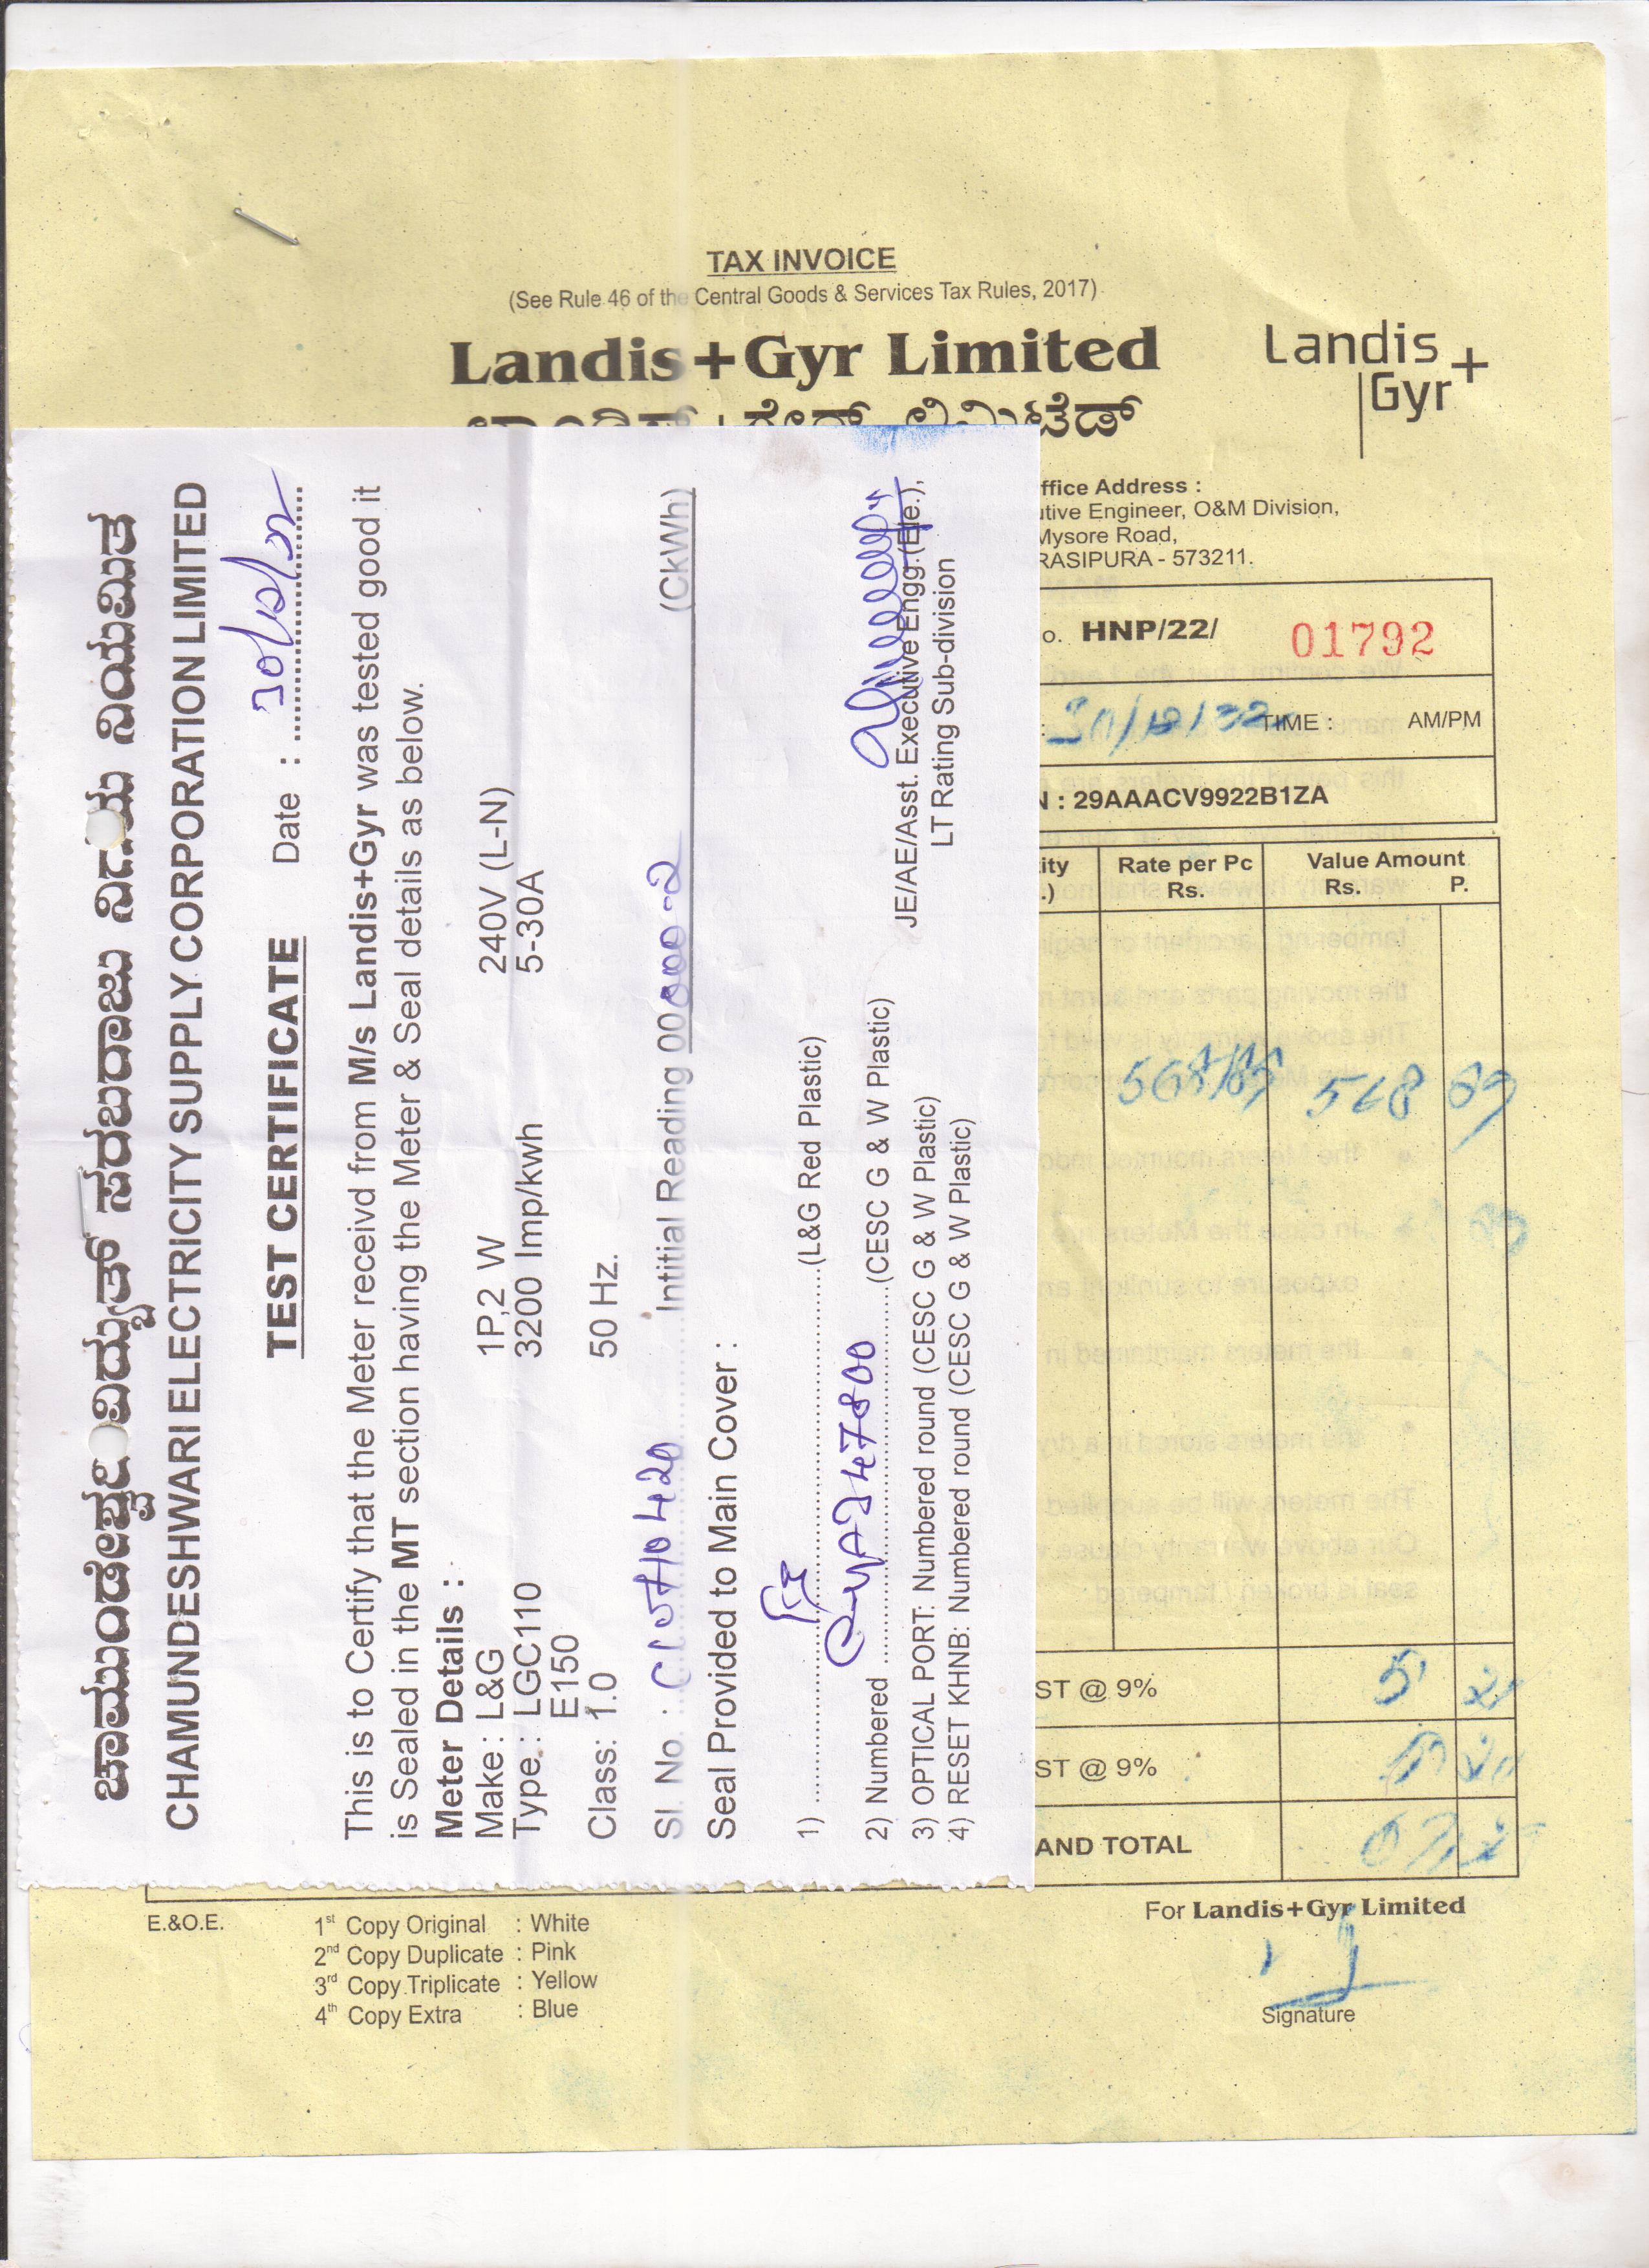 TAX INVOICE
(See Rule 46 of the Central Goods & Services Tax Rules, 2017)
Landis+Gyr Limited
Landis
Gyr+
ffice Address :
utive Engineer, O&M Division,
Mysore Road,
RASIPURA - 573211.
o. HNP/22/ 01792
: TIME : AM/PM
N : 29AAACV9922B1ZA
ity Rate per Pc Value Amount
.) Rs. Rs. P.
568 69
ST @ 9% 51 21
ST @ 9%
AND TOTAL
E.&O.E.
1st Copy Original : White
2nd Copy Duplicate : Pink
3rd Copy Triplicate : Yellow
4th Copy Extra : Blue
For Landis+Gyr Limited
Signature
ಚಾಮುಂಡೇಶ್ವರಿ ವಿದ್ಯುತ್ ಸರಬರಾಜು ನಿಗಮ ನಿಯಮಿತ
CHAMUNDESHWARI ELECTRICITY SUPPLY CORPORATION LIMITED
TEST CERTIFICATE Date :
This is to Certify that the Meter receivd from M/s Landis+Gyr was tested good it
is Sealed in the MT section having the Meter & Seal details as below.
Meter Details :
Make : L&G 1P,2 W 240V (L-N)
Type : LGC110 3200 Imp/kwh 5-30A
E150
Class: 1.0 50 Hz.
Sl. No. : Intitial Reading 00000-2 (CkWh)
Seal Provided to Main Cover :
1) (L&G Red Plastic)
2) Numbered (CESC G & W Plastic)
3) OPTICAL PORT: Numbered round (CESC G & W Plastic)
4) RESET KHNB: Numbered round (CESC G & W Plastic)
JE/AE/Asst. Executive Engg.(Ele.),
LT Rating Sub-division